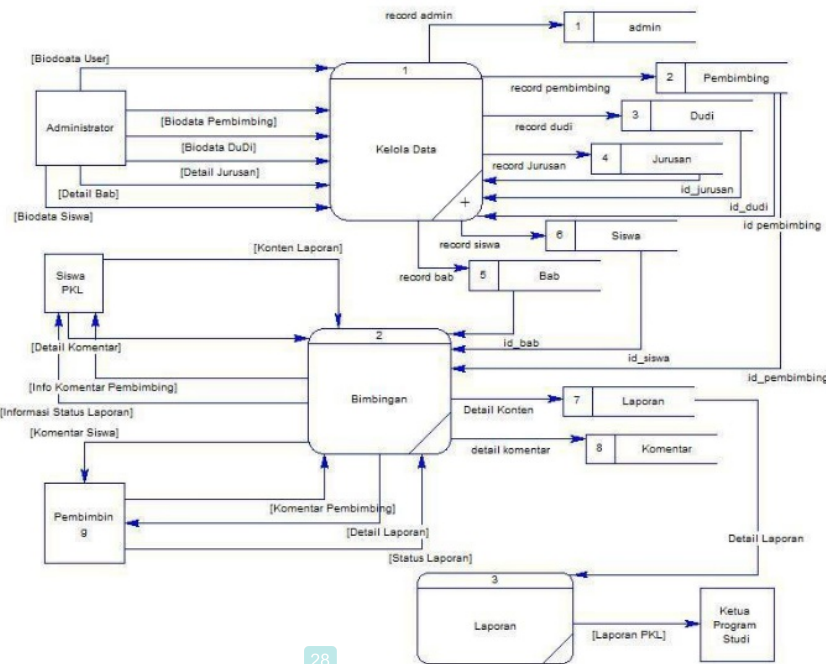 record admin
1 admin
[Biodoata User]
1
2 Pembimbing
record pembimbing
Administrator
[Biodata Pembimbing]
3 Dudi
record dudi
[Biodata DuDi]
Kelola Data
4 Jurusan
record Jurusan
[Detail Jurusan]
id_jurusan
[Detail Bab]
+
id_dudi
[Biodata Siswa]
id pembimbing
6 Siswa
record siswa
[Konten Laporan]
record bab
5 Bab
Siswa
PKL
2
id_bab
[Detail Komentar]
id_siswa
id_pembimbing
[Info Komentar Pembimbing]
Bimbingan
7 Laporan
Detail Konten
[Informasi Status Laporan]
[Komentar Siswa]
detail komentar
8 Komentar
[Komentar Pembimbing]
Pembimbin
g
[Detail Laporan]
Detail Laporan
[Status Laporan]
3
Ketua
Program
Studi
Laporan
[Laporan PKL]
28